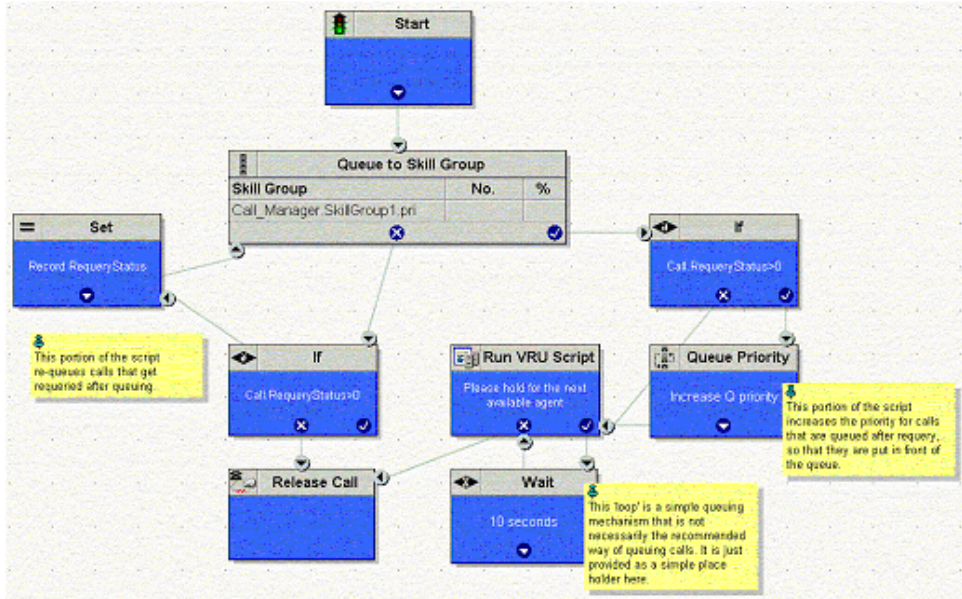 Start
Queue to Skill Group
Skill Group No. %
Call_Manager.SkillGroup1.pri
Set
Record.RequeryStatus
If
Call.RequeryStatus>0
This portion of the script
re-queues calls that get
requeried after queuing.
If
Call.RequeryStatus>0
Run VRU Script
Please hold for the next
available agent
Queue Priority
Increase Q priority
This portion of the script
increases the priority for calls
that are queued after requery,
so that they are put in front of
the queue.
Release Call
Wait
10 seconds
This 'loop' is a simple queuing
mechanism that is not
necessarily the recommended
way of queuing calls. It is just
provided as a simple place
holder here.